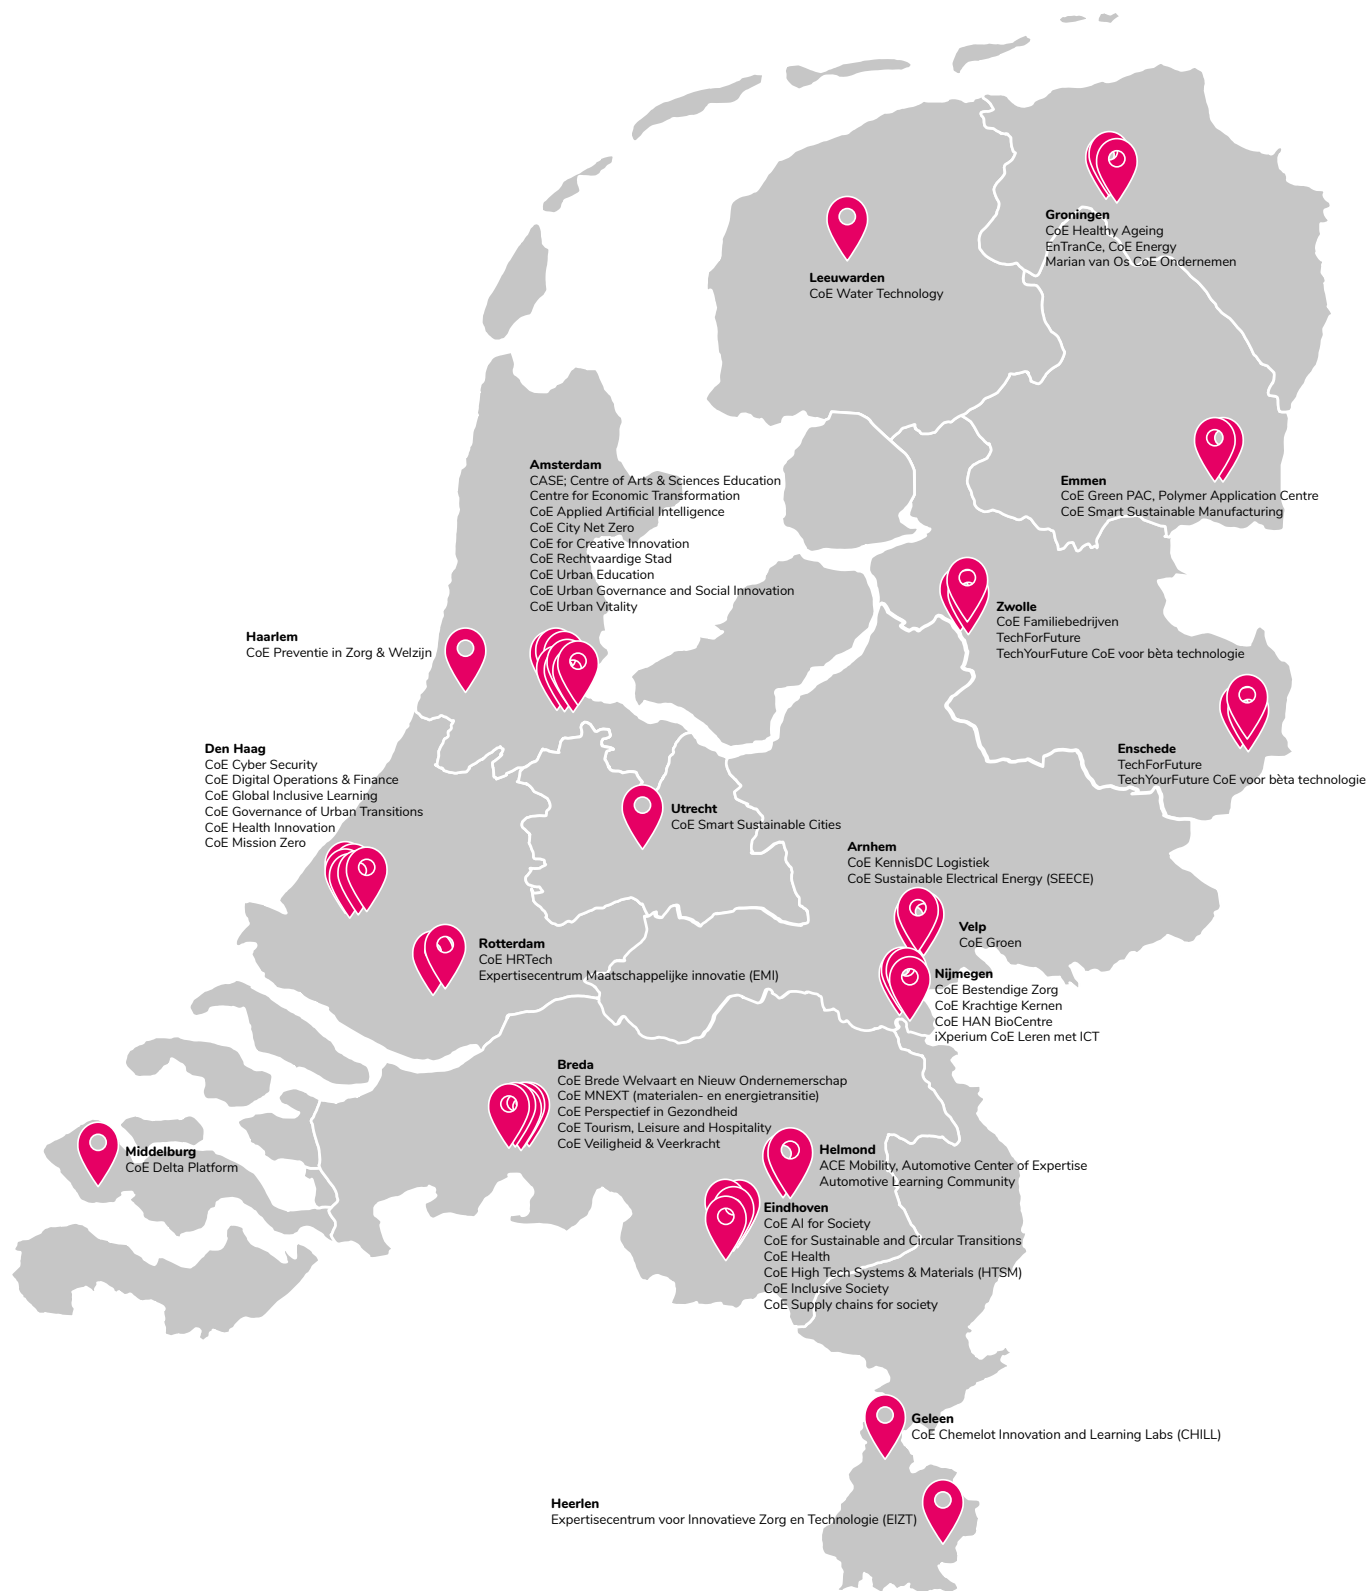 Groningen
CoE Healthy Ageing
EnTranCe, CoE Energy
Marian van Os CoE Ondernemen
Leeuwarden
CoE Water Technology
Amsterdam
CASE; Centre of Arts & Sciences Education
Centre for Economic Transformation
CoE Applied Artificial Intelligence
CoE City Net Zero
CoE for Creative Innovation
CoE Rechtvaardige Stad
CoE Urban Education
CoE Urban Governance and Social Innovation
CoE Urban Vitality
Emmen
CoE Green PAC, Polymer Application Centre
CoE Smart Sustainable Manufacturing
Zwolle
CoE Familiebedrijven
TechForFuture
TechYourFuture CoE voor bèta technologie
Haarlem
CoE Preventie in Zorg & Welzijn
Den Haag
CoE Cyber Security
CoE Digital Operations & Finance
CoE Global Inclusive Learning
CoE Governance of Urban Transitions
CoE Health Innovation
CoE Mission Zero
Enschede
TechForFuture
TechYourFuture CoE voor bèta technologie
Utrecht
CoE Smart Sustainable Cities
Arnhem
CoE KennisDC Logistiek
CoE Sustainable Electrical Energy (SEECE)
Velp
CoE Groen
Rotterdam
CoE HRTech
Expertisecentrum Maatschappelijke innovatie (EMI)
Nijmegen
CoE Bestendige Zorg
CoE Krachtige Kernen
CoE HAN BioCentre
iXperium CoE Leren met ICT
Breda
CoE Brede Welvaart en Nieuw Ondernemerschap
CoE MNEXT (materialen- en energietransitie)
CoE Perspectief in Gezondheid
CoE Tourism, Leisure and Hospitality
CoE Veiligheid & Veerkracht
Middelburg
CoE Delta Platform
Helmond
ACE Mobility, Automotive Center of Expertise
Automotive Learning Community
Eindhoven
CoE AI for Society
CoE for Sustainable and Circular Transitions
CoE Health
CoE High Tech Systems & Materials (HTSM)
CoE Inclusive Society
CoE Supply chains for society
Geleen
CoE Chemelot Innovation and Learning Labs (CHILL)
Heerlen
Expertisecentrum voor Innovatieve Zorg en Technologie (EIZT)